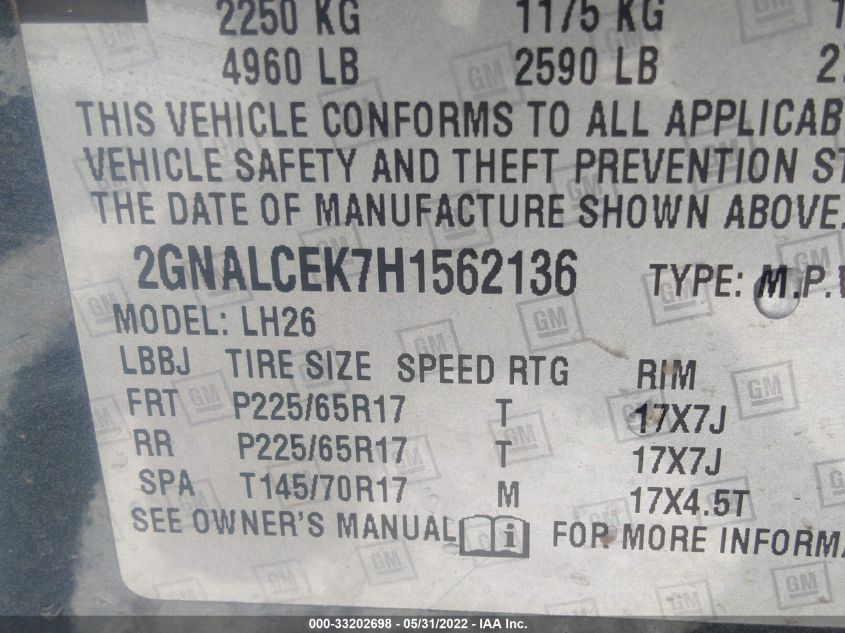 2250 KG 1175 KG
4960 LB 2590 LB
THIS VEHICLE CONFORMS TO ALL APPLICAB
VEHICLE SAFETY AND THEFT PREVENTION ST
THE DATE OF MANUFACTURE SHOWN ABOVE.
2GNALCEK7H1562136 TYPE: M.P.V
MODEL: LH26
LBBJ TIRE SIZE SPEED RTG RIM
FRT P225/65R17 T 17X7J
RR P225/65R17 T 17X7J
SPA T145/70R17 M 17X4.5T
SEE OWNER'S MANUAL i FOR MORE INFORMA
GM
000-33202698 - 05/31/2022 - IAA Inc.